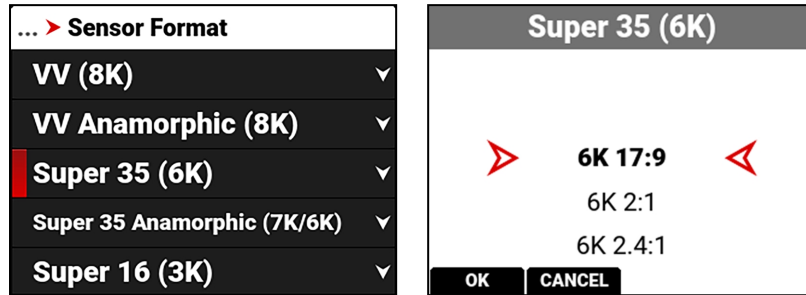 ... Sensor Format
VV (8K)
VV Anamorphic (8K)
Super 35 (6K)
Super 35 Anamorphic (7K/6K)
Super 16 (3K)
Super 35 (6K)
6K 17:9
6K 2:1
6K 2.4:1
OK CANCEL